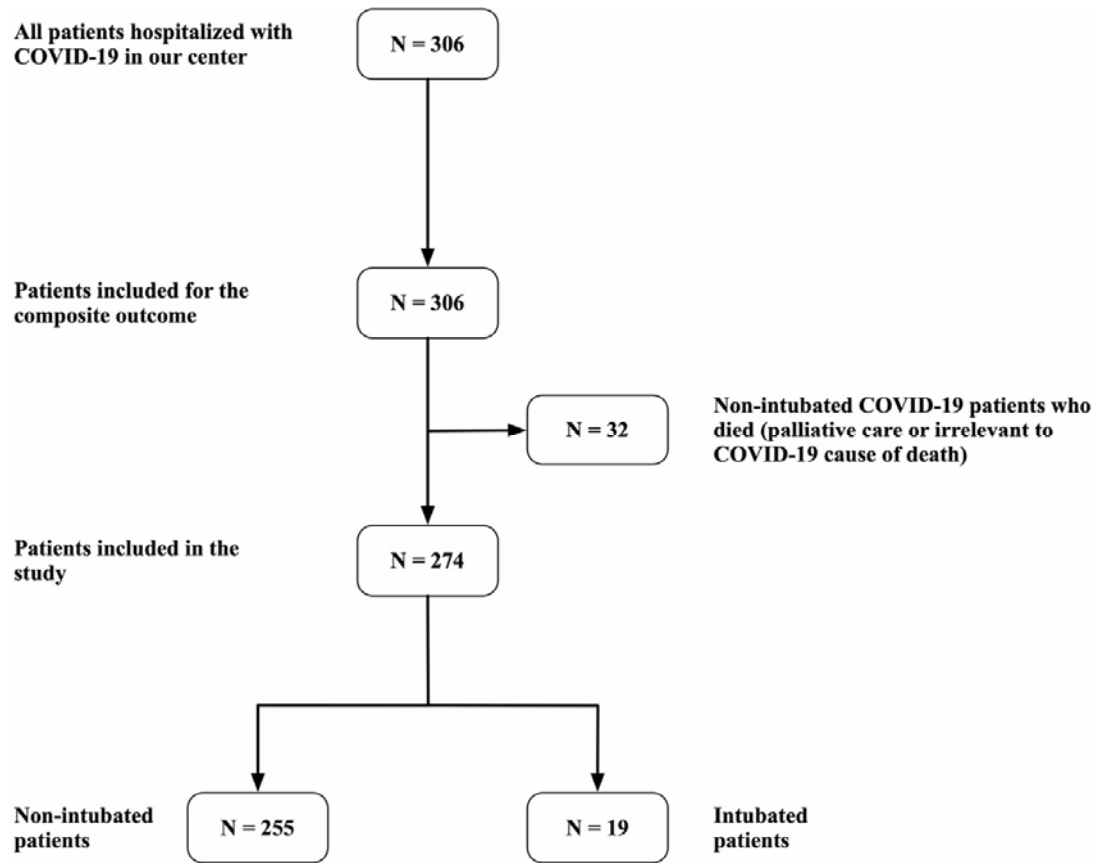 All patients hospitalized with
COVID-19 in our center
N = 306
Patients included for the
composite outcome
N = 306
N = 32
Non-intubated COVID-19 patients who
died (palliative care or irrelevant to
COVID-19 cause of death)
Patients included in the
study
N = 274
Non-intubated
patients
N = 255
N = 19
Intubated
patients